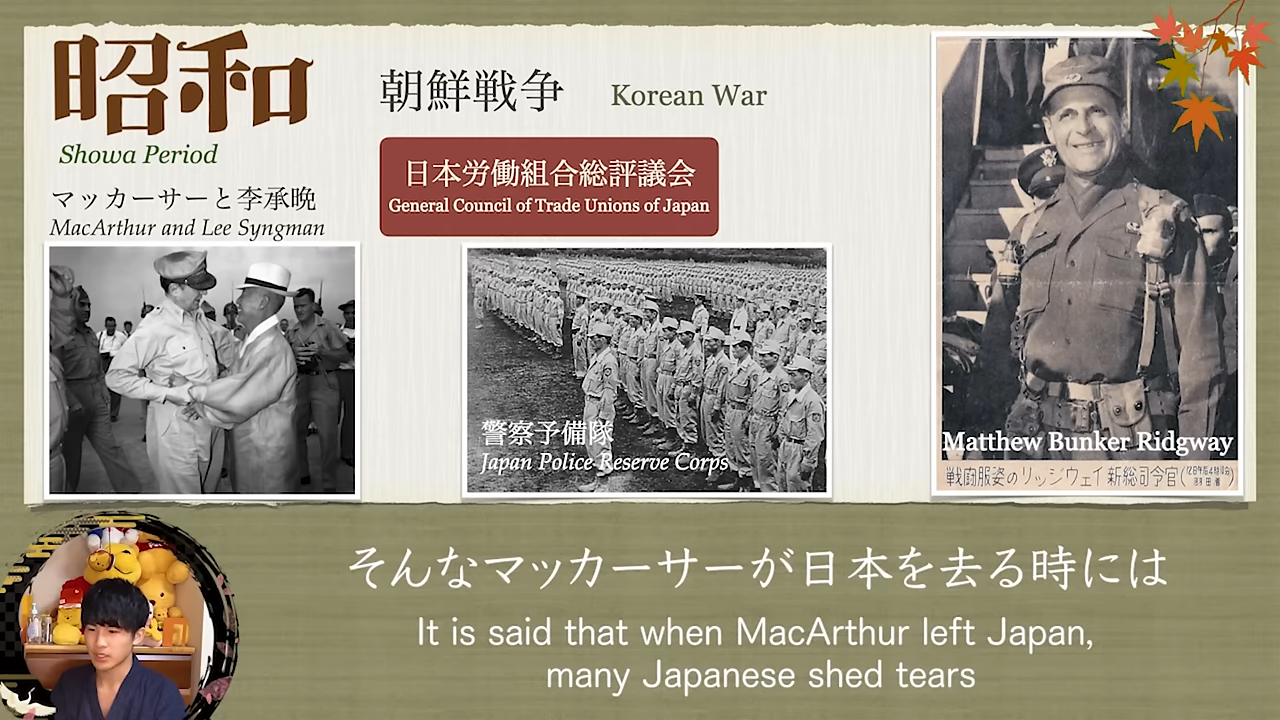 昭和
Showa Period
マッカーサーと李承晩
MacArthur and Lee Syngman
朝鮮戦争 Korean War
日本労働組合総評議会
General Council of Trade Unions of Japan
警察予備隊
Japan Police Reserve Corps
Matthew Bunker Ridgway
戦闘服姿のリッジウェイ新総司令官
そんなマッカーサーが日本を去る時には
It is said that when MacArthur left Japan,
many Japanese shed tears